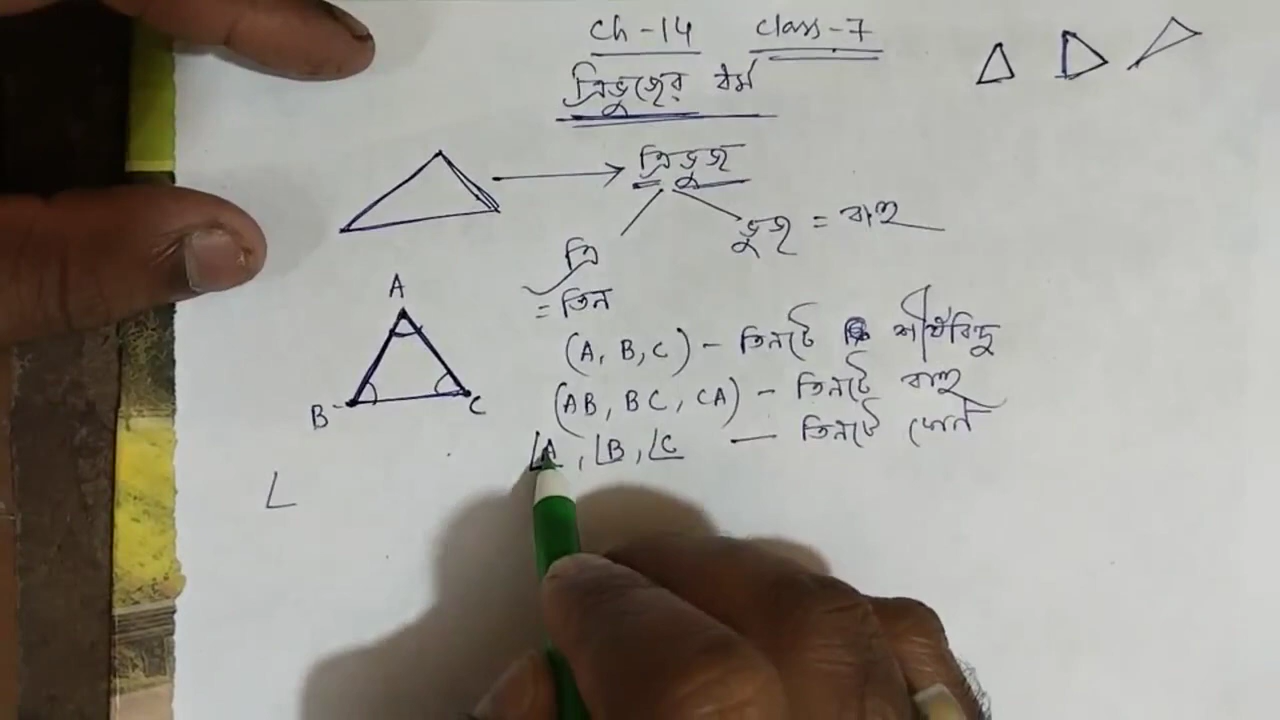 Ch - 14 Class - 7
ত্রিভুজের ধর্ম
ত্রিভুজ
ভুজ = বাহু
ত্রি
= তিন
A
B
C
(A, B, C) - তিনটে শীর্ষবিন্দু
(AB, BC, CA) - তিনটে বাহু
∠A, ∠B, ∠C — তিনটে কোন
∠